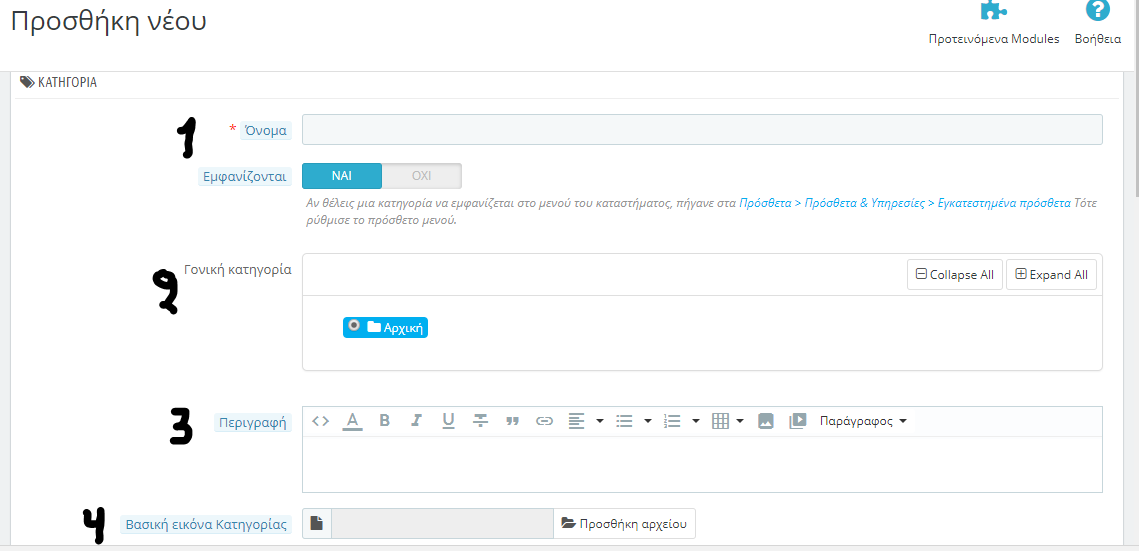 Προσθήκη νέου
Προτεινόμενα Modules
Βοήθεια
ΚΑΤΗΓΟΡΙΑ
1 * Όνομα
Εμφανίζονται ΝΑΙ ΟΧΙ
Αν θέλεις μια κατηγορία να εμφανίζεται στο μενού του καταστήματος, πήγανε στα Πρόσθετα > Πρόσθετα & Υπηρεσίες > Εγκατεστημένα πρόσθετα Τότε
ρύθμισε το πρόσθετο μενού.
2 Γονική κατηγορία
Collapse All Expand All
Αρχική
3 Περιγραφή A B I U Παράγραφος
4 Βασική εικόνα Κατηγορίας Προσθήκη αρχείου